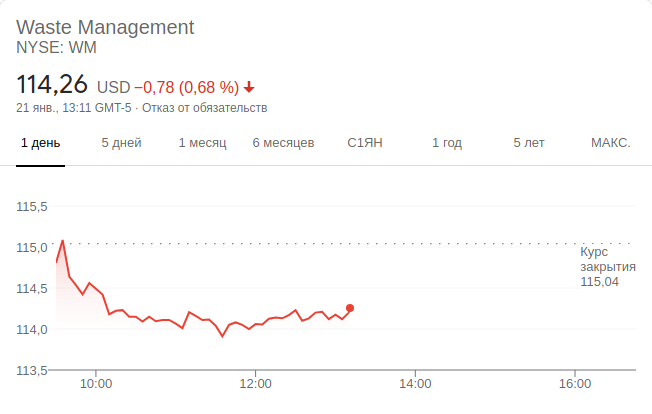 Waste Management
NYSE: WM
114,26 USD −0,78 (0,68 %)
21 янв., 13:11 GMT-5 · Отказ от обязательств
1 день 5 дней 1 месяц 6 месяцев С1ЯН 1 год 5 лет МАКС.
115,5
115,0
114,5
114,0
113,5
Курс
закрытия
115,04
10:00 12:00 14:00 16:00